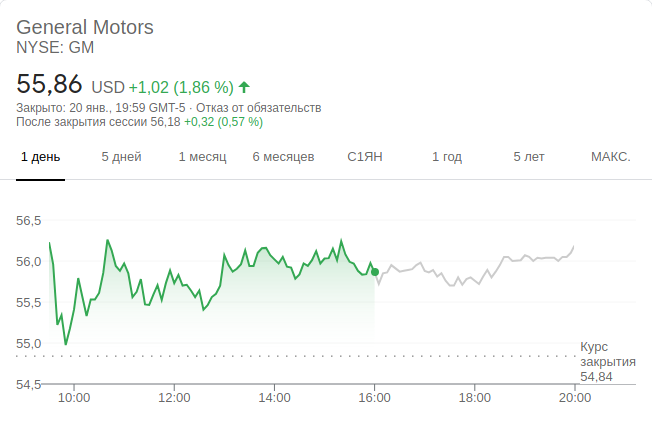 General Motors
NYSE: GM
55,86 USD +1,02 (1,86 %)
Закрыто: 20 янв., 19:59 GMT-5 · Отказ от обязательств
После закрытия сессии 56,18 +0,32 (0,57 %)
1 день 5 дней 1 месяц 6 месяцев С1ЯН 1 год 5 лет МАКС.
56,5
56,0
55,5
55,0
Курс
закрытия
54,84
54,5
10:00 12:00 14:00 16:00 18:00 20:00